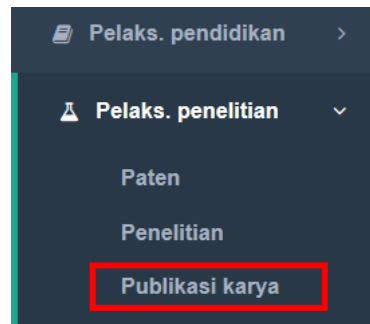 Pelaks. pendidikan
Pelaks. penelitian
Paten
Penelitian
Publikasi karya